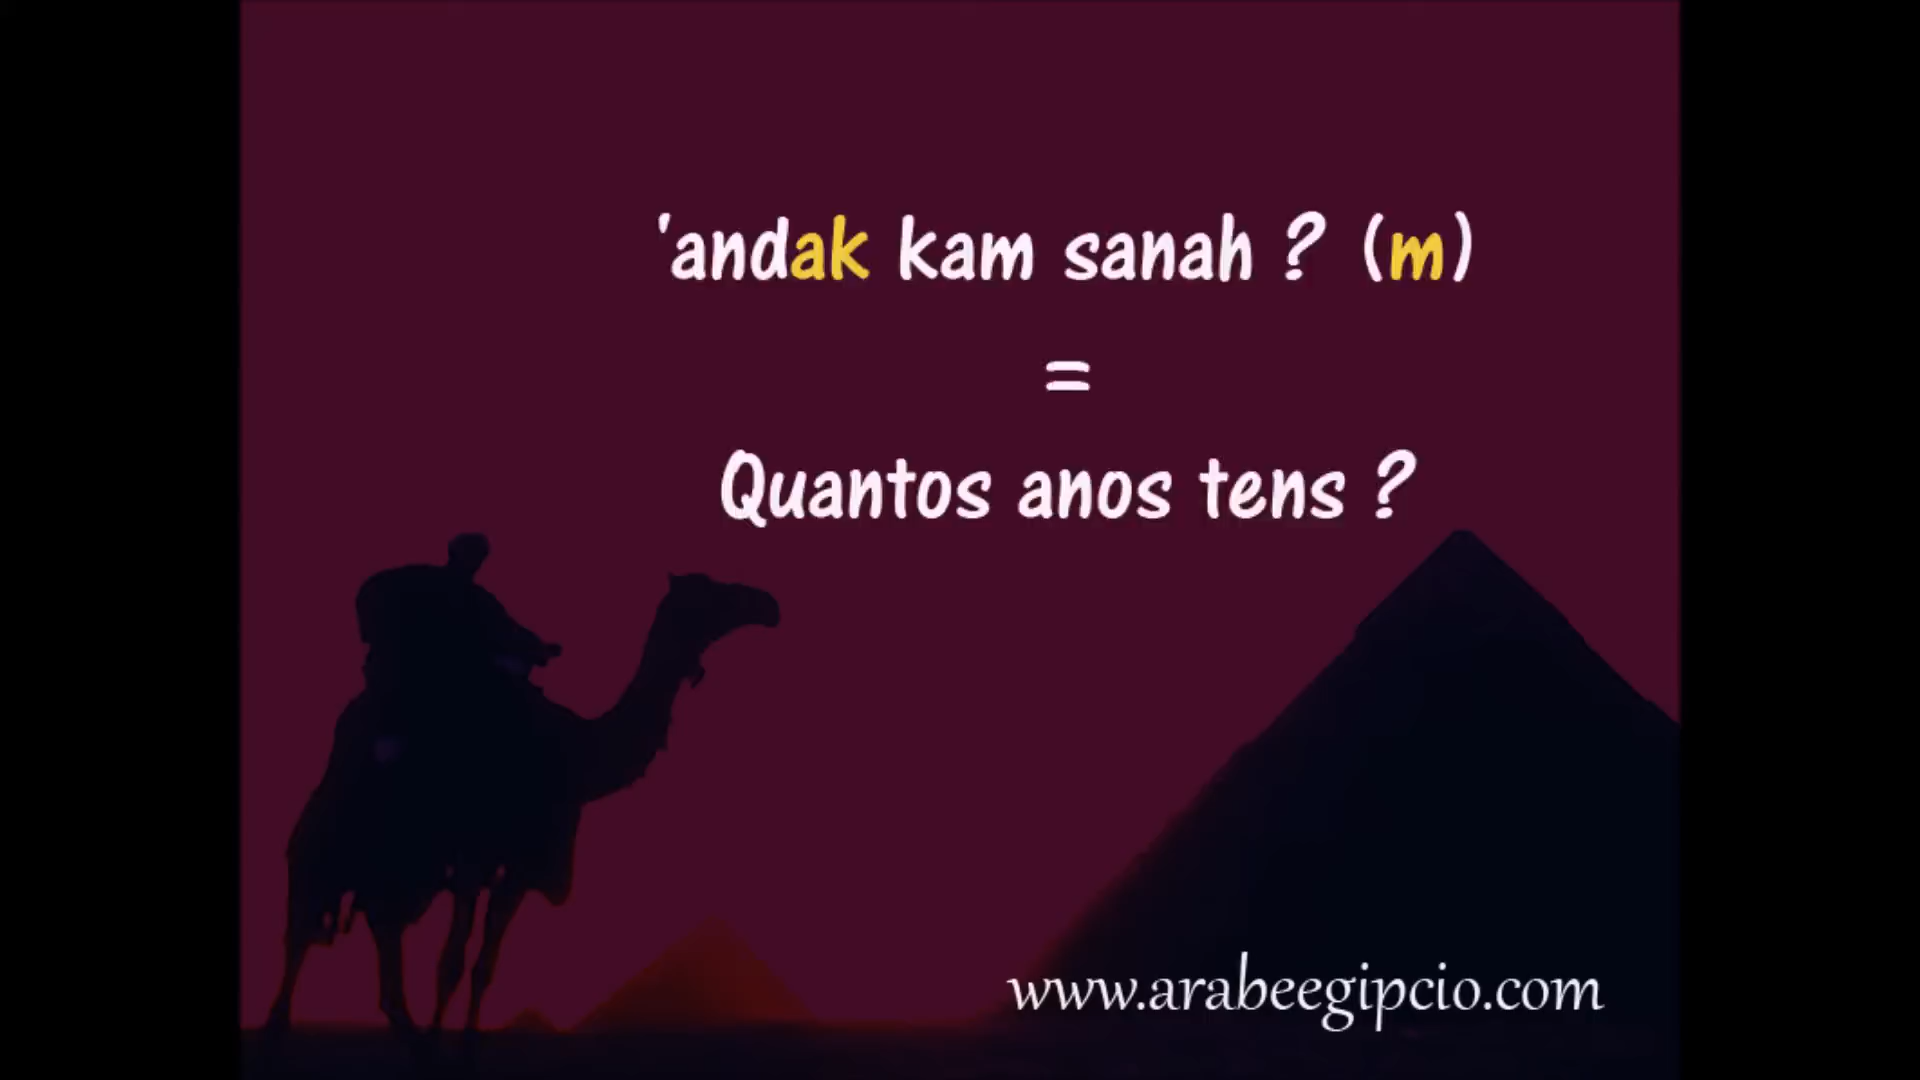 'andak kam sanah ? (m)
=
Quantos anos tens ?
www.arabeegipcio.com